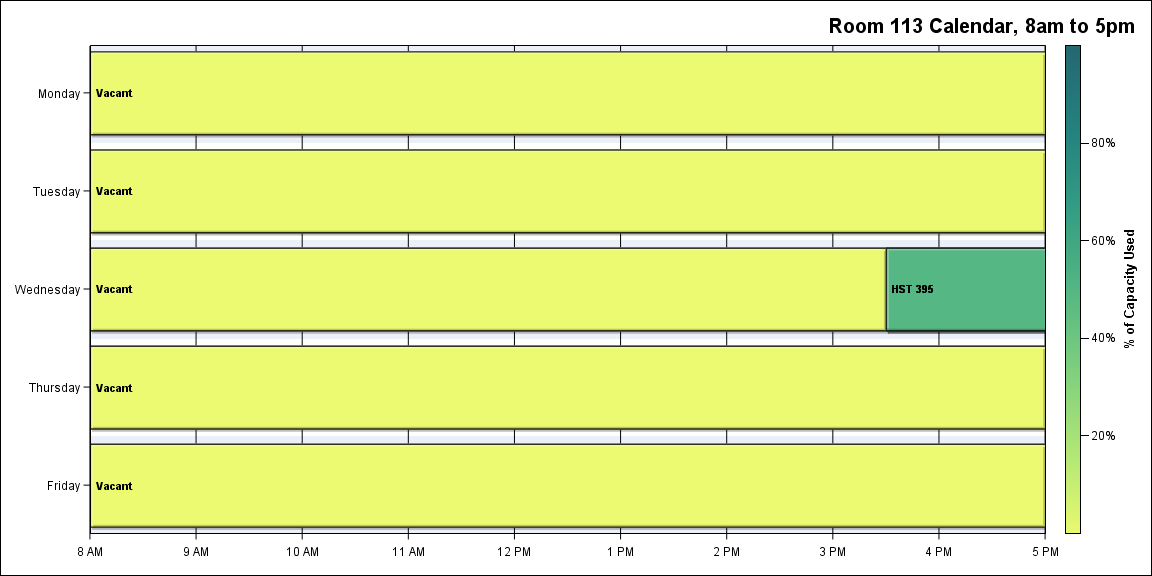 Room 113 Calendar, 8am to 5pm
Monday
Vacant
Tuesday
Vacant
Wednesday
Vacant
HST 395
Thursday
Vacant
Friday
Vacant
8 AM
9 AM
10 AM
11 AM
12 PM
1 PM
2 PM
3 PM
4 PM
5 PM
80%
60%
40%
20%
% of Capacity Used